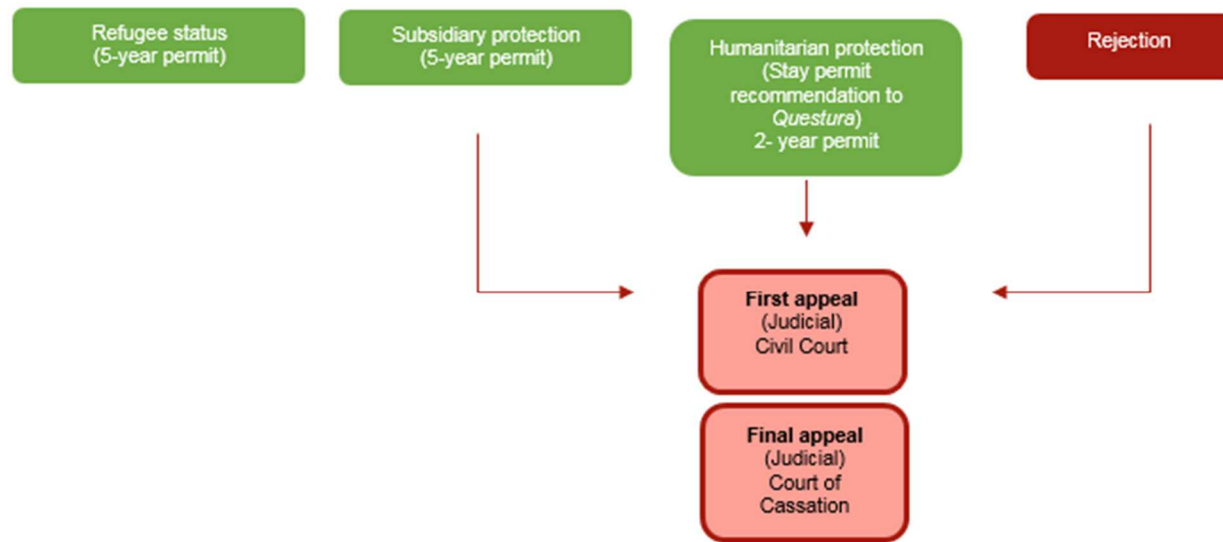 Refugee status
(5-year permit)
Subsidiary protection
(5-year permit)
Humanitarian protection
(Stay permit
recommendation to
Questura)
2- year permit
Rejection
First appeal
(Judicial)
Civil Court
Final appeal
(Judicial)
Court of
Cassation